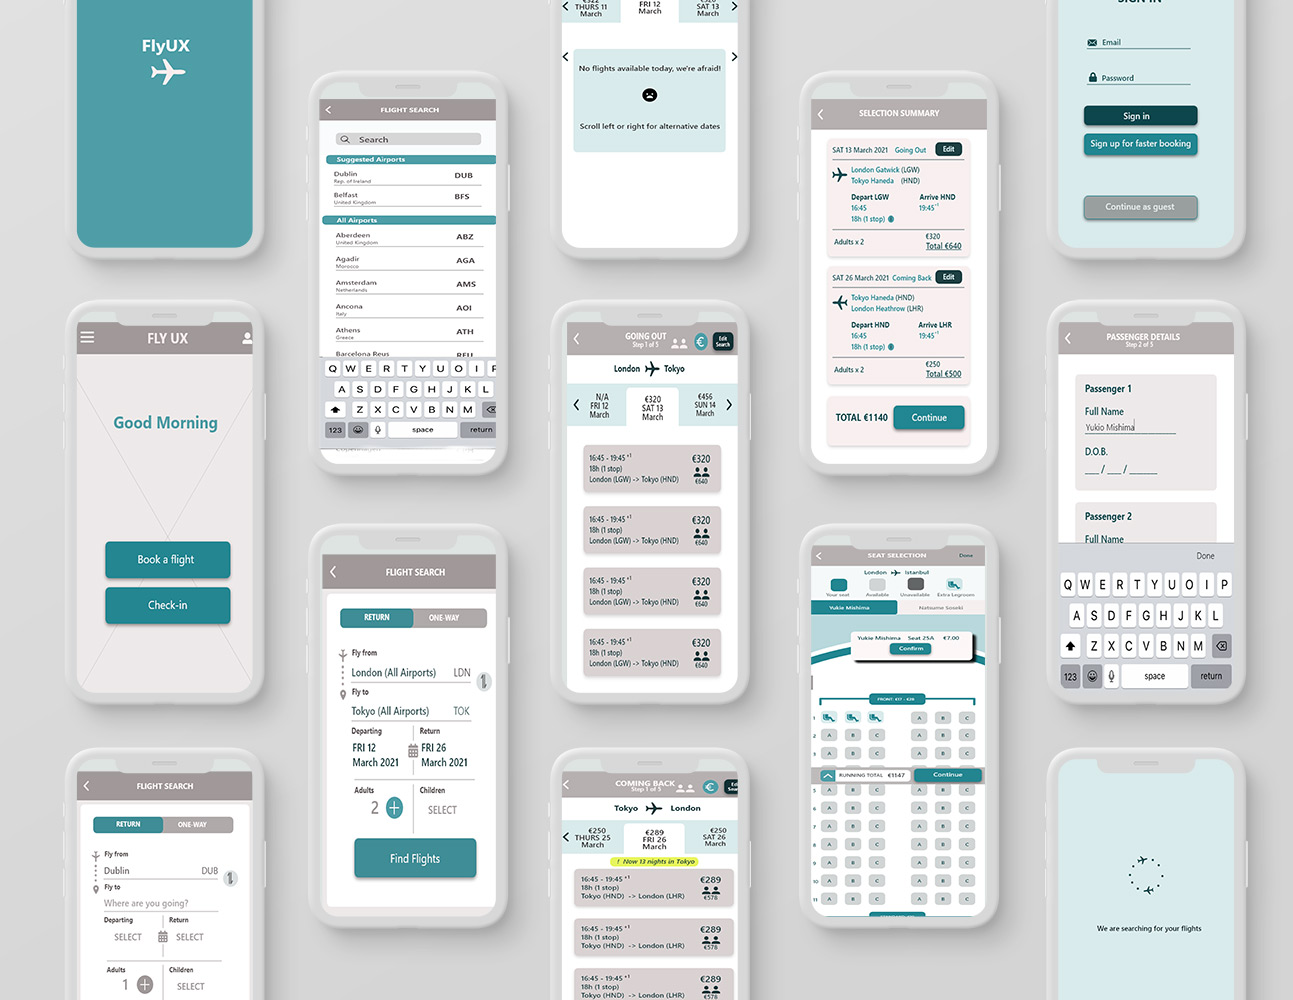 FlyUX
FLY UX
Good Morning
Book a flight
Check-in
FLIGHT SEARCH
RETURN
ONE-WAY
Fly from
Dublin
DUB
Fly to
Where are you going?
Departing
Return
SELECT
SELECT
Adults
Children
1
SELECT
FLIGHT SEARCH
Search
Suggested Airports
Dublin
DUB
Rep. of Ireland
Belfast
BFS
United Kingdom
All Airports
Aberdeen
ABZ
United Kingdom
Agadir
AGA
Morocco
Amsterdam
AMS
Netherlands
Ancona
AOI
Italy
Athens
ATH
Greece
Barcelona Reus
REU
Q W E R T Y U O I P
A S D F G H J K L
Z X C V B N M
123
space
return
Copenhagen
FLIGHT SEARCH
RETURN
ONE-WAY
Fly from
London (All Airports)
LDN
Fly to
Tokyo (All Airports)
TOK
Departing
Return
FRI 12
FRI 26
March 2021
March 2021
Adults
Children
2
SELECT
Find Flights
€322
THURS 11
March
FRI 12
March
SAT 13
March
No flights available today, we're afraid!
Scroll left or right for alternative dates
GOING OUT
Step 1 of 5
€
Edit
Search
London
Tokyo
N/A
FRI 12
March
€320
SAT 13
March
€456
SUN 14
March
16:45 - 19:45 +1
€320
18h (1 stop)
London (LGW) -> Tokyo (HND)
€640
16:45 - 19:45 +1
€320
18h (1 stop)
London (LGW) -> Tokyo (HND)
€640
16:45 - 19:45 +1
€320
18h (1 stop)
London (LGW) -> Tokyo (HND)
€640
16:45 - 19:45 +1
€320
18h (1 stop)
London (LGW) -> Tokyo (HND)
€640
COMING BACK
Step 1 of 5
€
Tokyo
London
€250
THURS 25
March
€289
FRI 26
March
€250
SAT 26
March
! Now 13 nights in Tokyo
16:45 - 19:45 +1
€289
18h (1 stop)
Tokyo (HND) -> London (LHR)
€578
16:45 - 19:45 +1
€289
18h (1 stop)
Tokyo (HND) -> London (LHR)
€578
16:45 - 19:45 +1
€289
18h (1 stop)
Tokyo (HND) -> London (LHR)
€578
SELECTION SUMMARY
SAT 13 March 2021
Going Out
Edit
London Gatwick (LGW)
Tokyo Haneda (HND)
Depart LGW
Arrive HND
16:45
19:45 +1
18h (1 stop)
€320
Adults x 2
Total €640
SAT 26 March 2021
Coming Back
Edit
Tokyo Haneda (HND)
London Heathrow (LHR)
Depart HND
Arrive LHR
16:45
19:45 +1
18h (1 stop)
€250
Adults x 2
Total €500
TOTAL €1140
Continue
SEAT SELECTION
Done
London
Istanbul
Your seat
Available
Unavailable
Extra Legroom
Yukie Mishima
Natsume Soseki
Yukie Mishima Seat 25A €7.00
Confirm
FRONT: €17 - €26
1
2 A B C A B C
3 A B C A B C
RUNNING TOTAL €1147
Continue
5 A B C A B C
6 A B C A B C
7 A B C A B C
8 A B C A B C
9 A B C A B C
10 A B C A B C
11 A B C A B C
SIGN IN
Email
Password
Sign in
Sign up for faster booking
Continue as guest
PASSENGER DETAILS
Step 2 of 5
Passenger 1
Full Name
Yukio Mishima
D.O.B.
__ / __ / ____
Passenger 2
Full Name
Done
Q W E R T Y U O I P
A S D F G H J K L
Z X C V B N M
123
space
return
We are searching for your flights